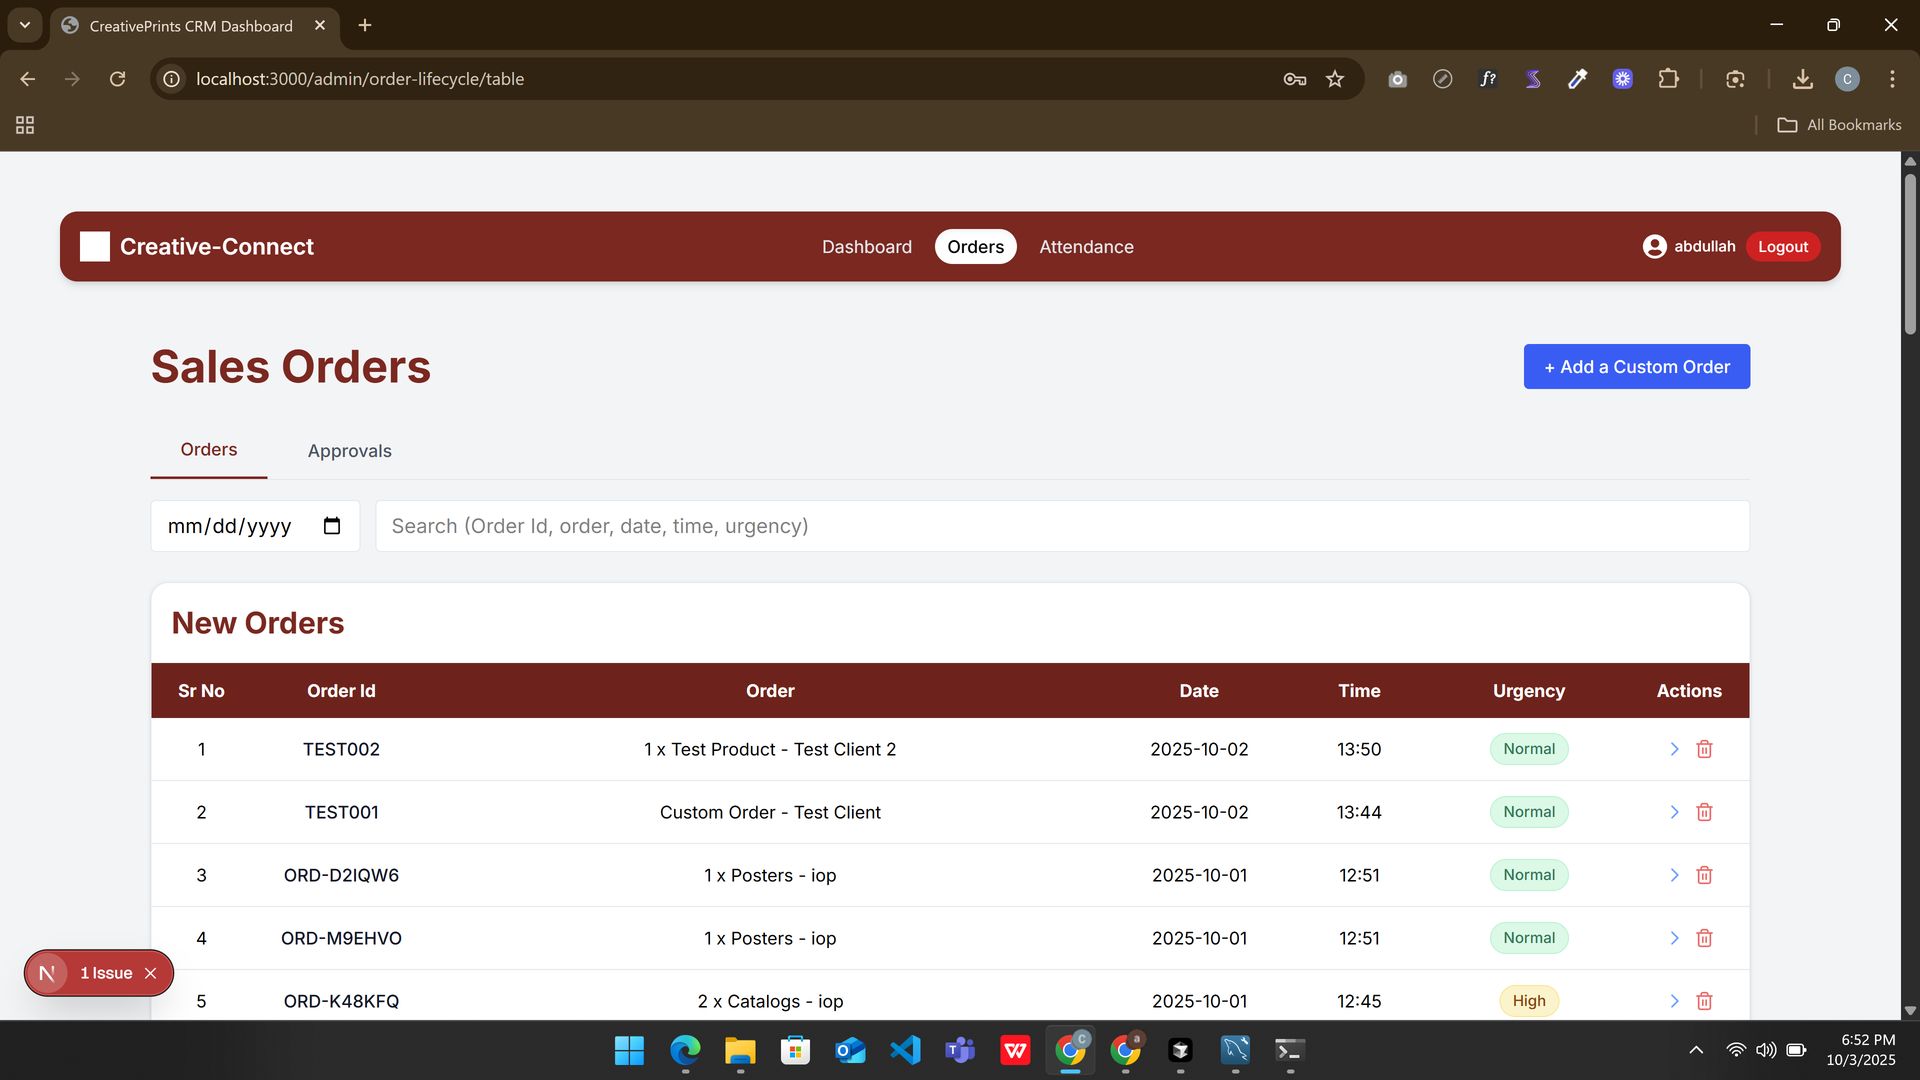 CreativePrints CRM Dashboard
localhost:3000/admin/order-lifecycle/table
f?
C
All Bookmarks
Creative-Connect
Dashboard
Orders
Attendance
abdullah
Logout
Sales Orders
+ Add a Custom Order
Orders
Approvals
mm/dd/yyyy
Search (Order Id, order, date, time, urgency)
New Orders
Sr No Order Id Order Date Time Urgency Actions
1 TEST002 1 x Test Product - Test Client 2 2025-10-02 13:50 Normal
2 TEST001 Custom Order - Test Client 2025-10-02 13:44 Normal
3 ORD-D2IQW6 1 x Posters - iop 2025-10-01 12:51 Normal
4 ORD-M9EHVO 1 x Posters - iop 2025-10-01 12:51 Normal
N 1 Issue
5 ORD-K48KFQ 2 x Catalogs - iop 2025-10-01 12:45 High
C
a
6:52 PM
10/3/2025